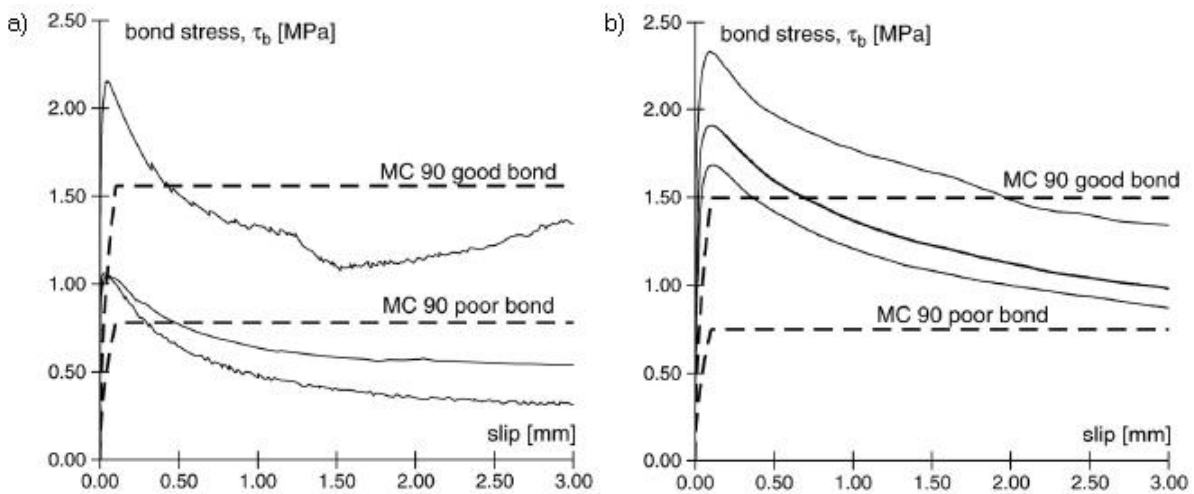 a)
bond stress, τb [MPa]
2.50
2.00
1.50
1.00
0.50
0.00
MC 90 good bond
MC 90 poor bond
slip [mm]
0.00 0.50 1.00 1.50 2.00 2.50 3.00
b)
bond stress, τb [MPa]
2.50
2.00
1.50
1.00
0.50
0.00
MC 90 good bond
MC 90 poor bond
slip [mm]
0.00 0.50 1.00 1.50 2.00 2.50 3.00